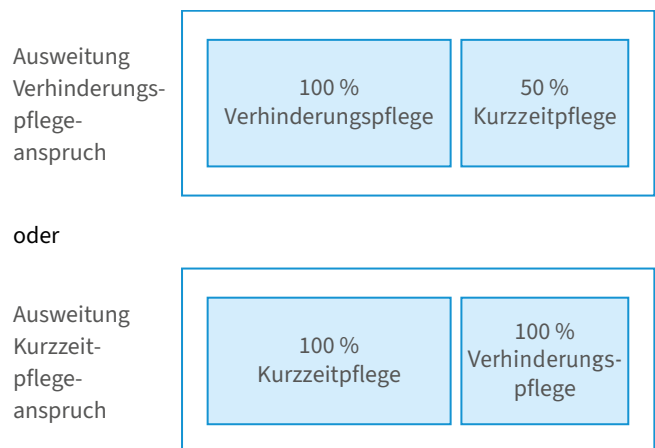 Ausweitung
Verhinderungs-
pflege-
anspruch
100 %
Verhinderungspflege
50 %
Kurzzeitpflege
oder
Ausweitung
Kurzzeit-
pflege-
anspruch
100 %
Kurzzeitpflege
100 %
Verhinderungs-
pflege